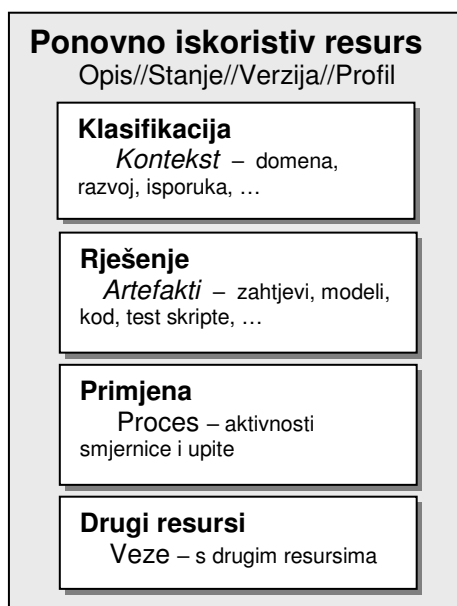 Ponovno iskoristiv resurs
Opis//Stanje//Verzija//Profil
Klasifikacija
Kontekst – domena,
razvoj, isporuka, …
Rješenje
Artefakti – zahtjevi, modeli,
kod, test skripte, …
Primjena
Proces – aktivnosti
smjernice i upite
Drugi resursi
Veze – s drugim resursima